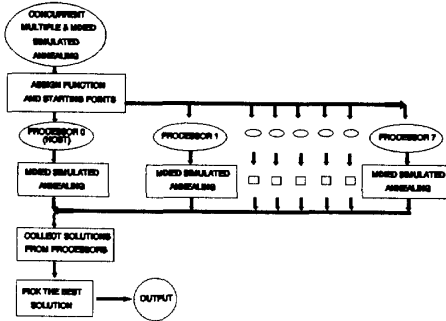 CONCURRENT
MULTIPLE & MIXED
SIMULATED
ANNEALING
ASSIGN FUNCTION
AND STARTING POINTS
PROCESSOR 0
(HOST)
PROCESSOR 1
PROCESSOR 7
MIXED SIMULATED
ANNEALING
MIXED SIMULATED
ANNEALING
MIXED SIMULATED
ANNEALING
COLLECT SOLUTIONS
FROM PROCESSORS
PICK THE BEST
SOLUTION
OUTPUT